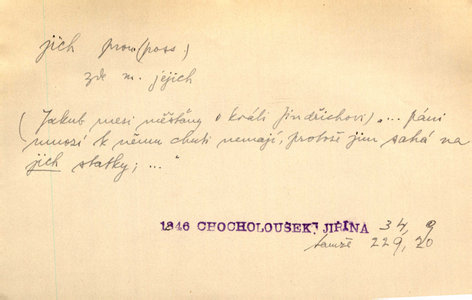 jich pron (poss)
zde m. jejich
(Jakub mezi měšťany o králi Jindřichovi) „... páni
mnozí k němu chuti nemají, protože jim sahá na
jich statky; ..."
1846 CHOCHOLOUŠEK, JIŘINA 34, 9
tamže 229, 20